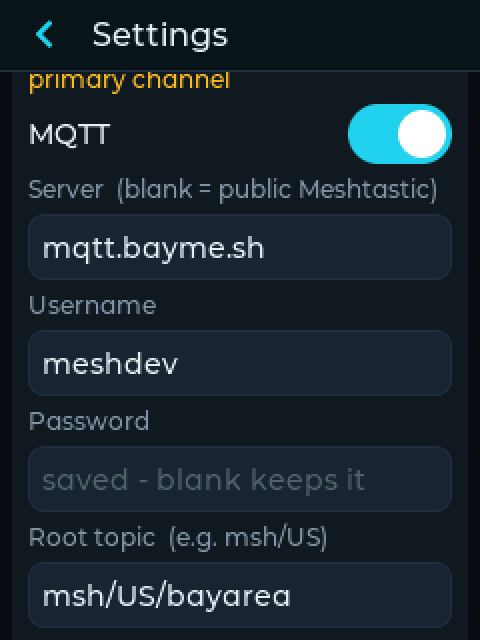 Settings
primary channel
MQTT
Server (blank = public Meshtastic)
mqtt.bayme.sh
Username
meshdev
Password
saved - blank keeps it
Root topic (e.g. msh/US)
msh/US/bayarea